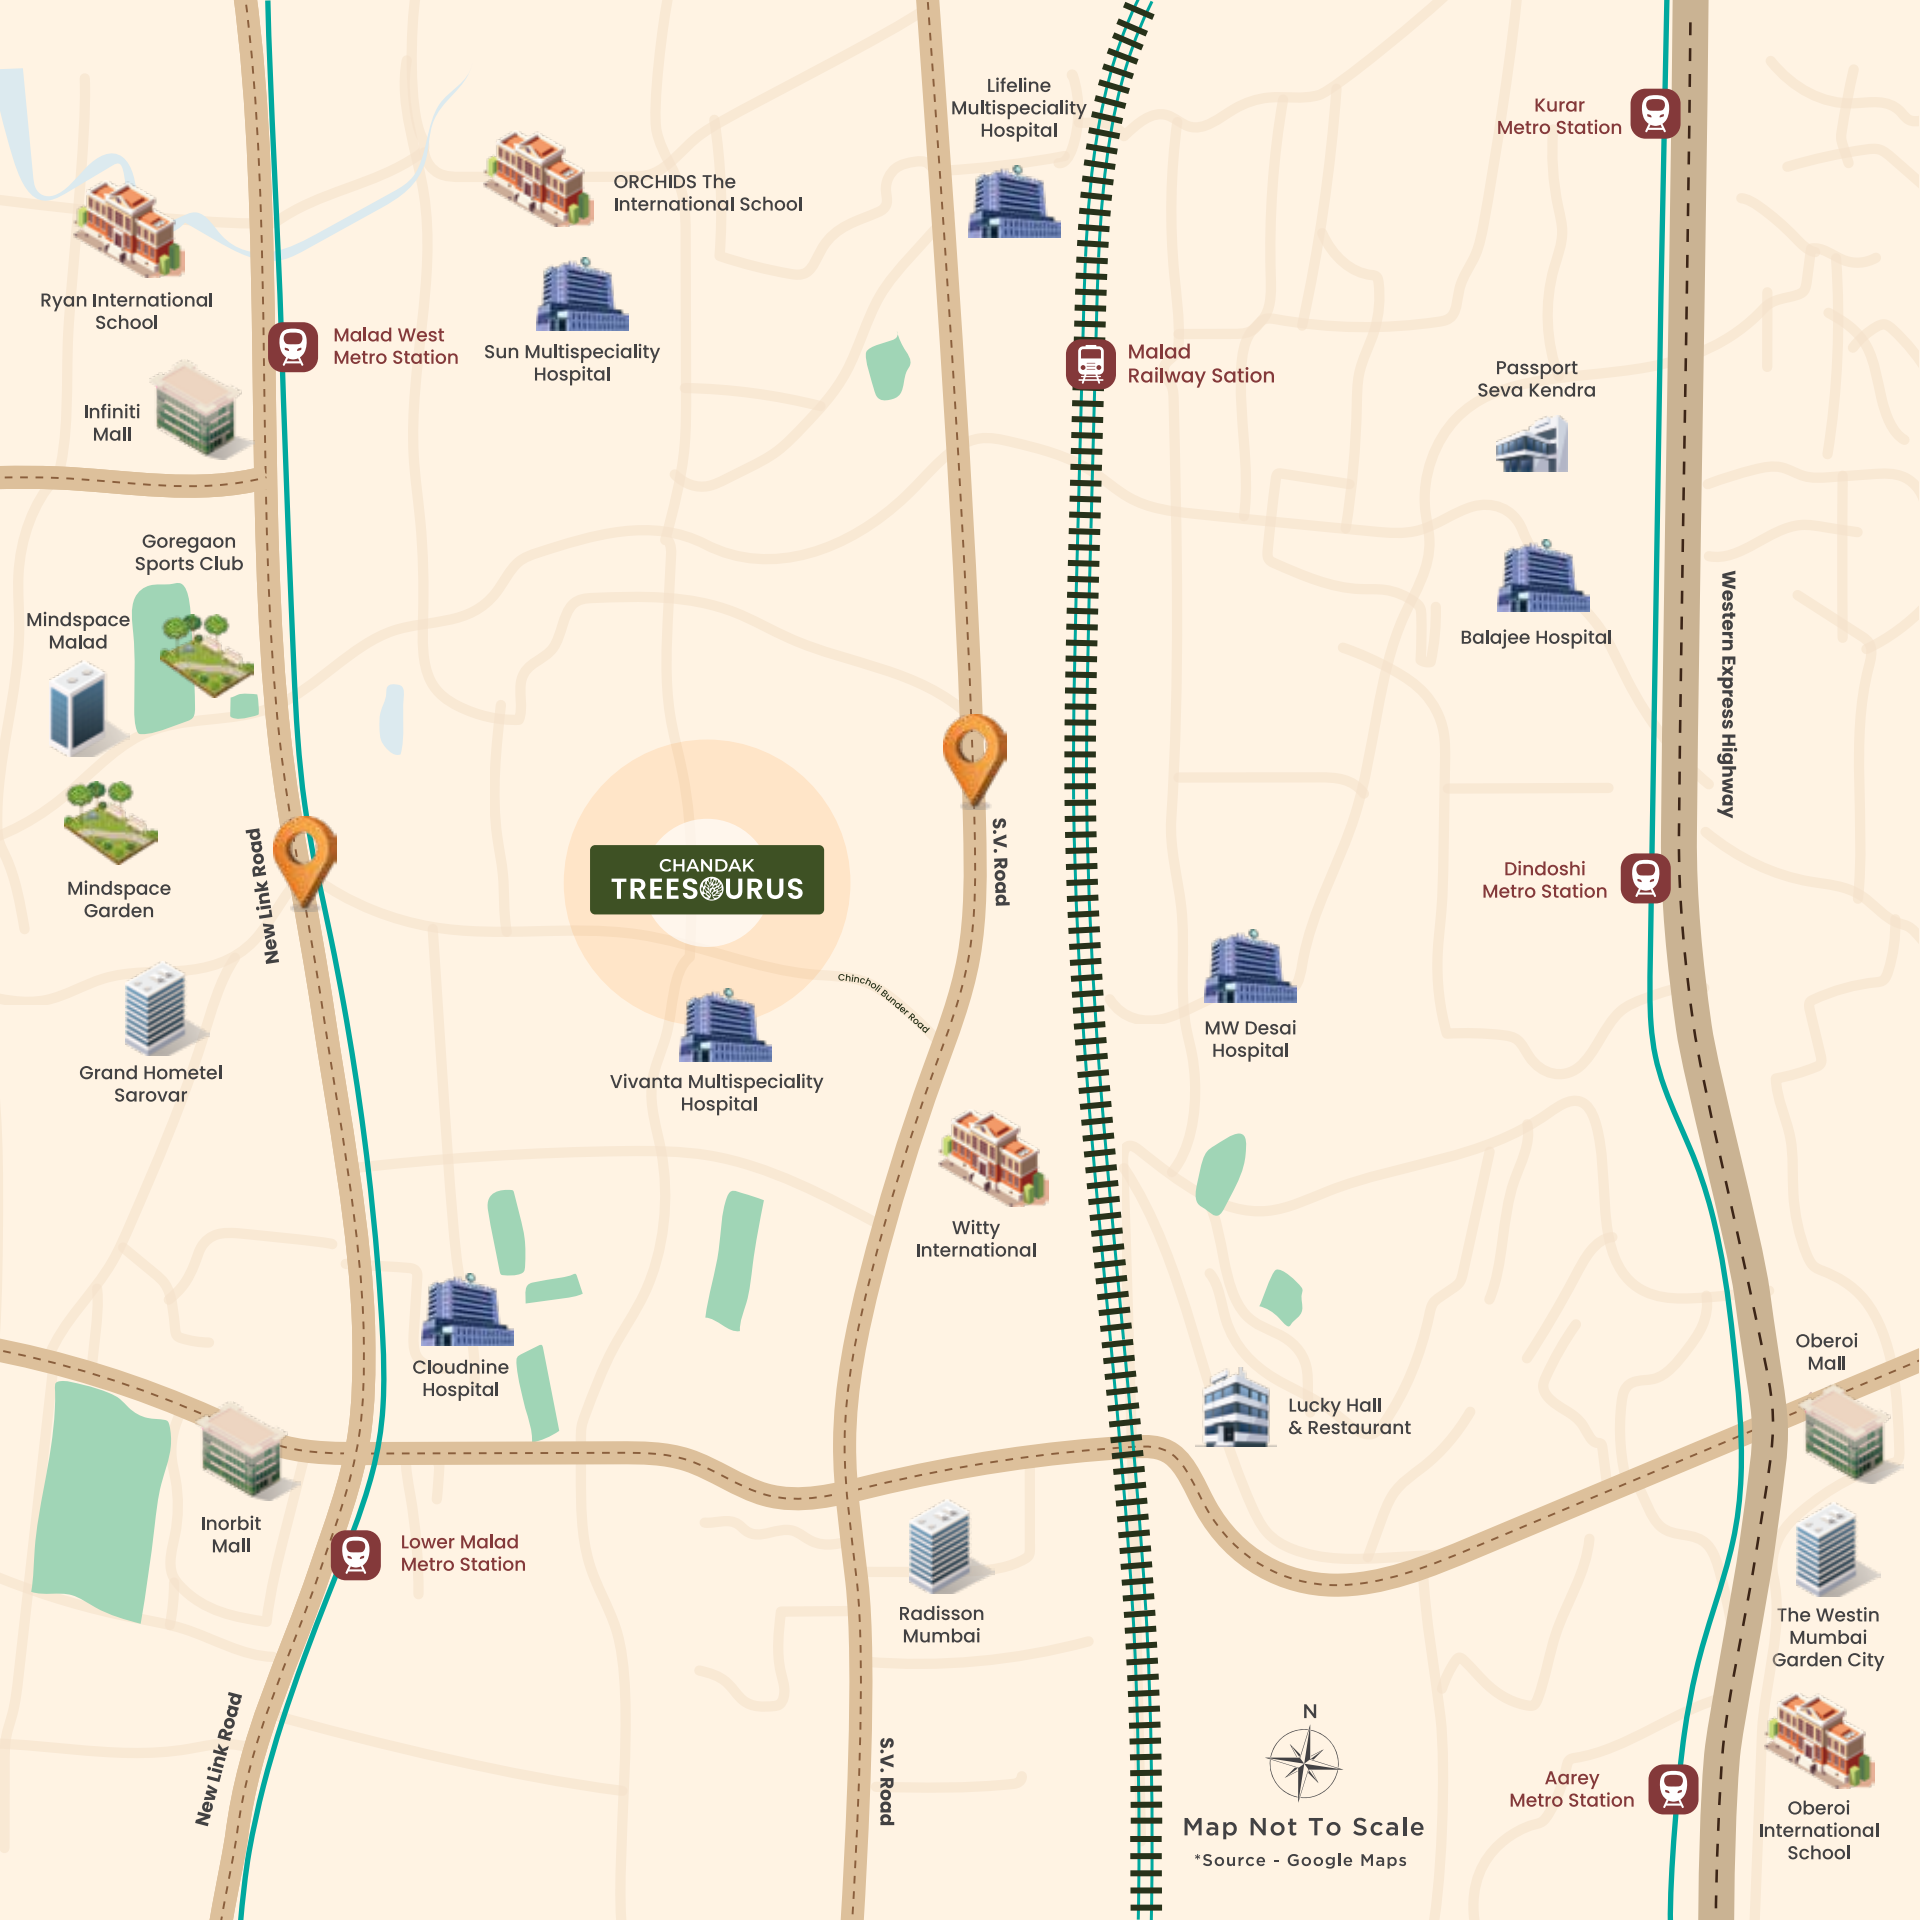 Lifeline
Multispeciality
Hospital
Kurar
Metro Station
ORCHIDS The
International School
Ryan International
School
Malad West
Metro Station
Sun Multispeciality
Hospital
Malad
Railway Sation
Passport
Seva Kendra
Infiniti
Mall
Goregaon
Sports Club
Mindspace
Malad
Balajee Hospital
Western Express Highway
New Link Road
S.V. Road
CHANDAK
TREESOURUS
Dindoshi
Metro Station
Mindspace
Garden
Chincholi Bunder Road
MW Desai
Hospital
Grand Hometel
Sarovar
Vivanta Multispeciality
Hospital
Witty
International
Oberoi
Mall
Cloudnine
Hospital
Lucky Hall
& Restaurant
Inorbit
Mall
Lower Malad
Metro Station
Radisson
Mumbai
The Westin
Mumbai
Garden City
New Link Road
S.V. Road
N
Aarey
Metro Station
Map Not To Scale
*Source - Google Maps
Oberoi
International
School